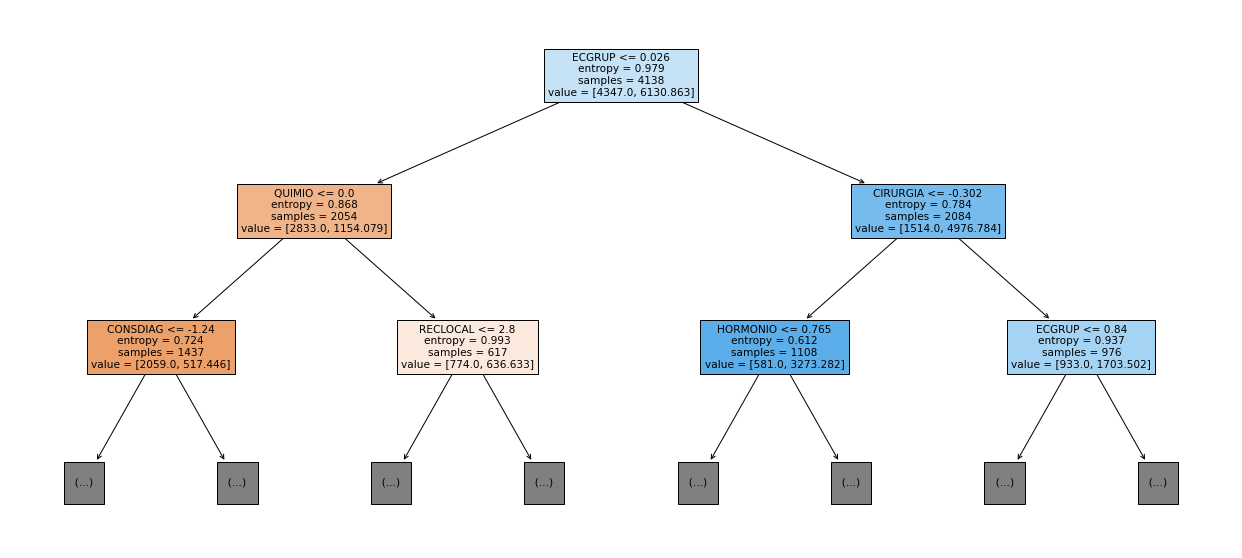 ECGRUP <= 0.026
entropy = 0.979
samples = 4138
value = [4347.0, 6130.863]
QUIMIO <= 0.0
entropy = 0.868
samples = 2054
value = [2833.0, 1154.079]
CIRURGIA <= -0.302
entropy = 0.784
samples = 2084
value = [1514.0, 4976.784]
CONSDIAG <= -1.24
entropy = 0.724
samples = 1437
value = [2059.0, 517.446]
RECLOCAL <= 2.8
entropy = 0.993
samples = 617
value = [774.0, 636.633]
HORMONIO <= 0.765
entropy = 0.612
samples = 1108
value = [581.0, 3273.282]
ECGRUP <= 0.84
entropy = 0.937
samples = 976
value = [933.0, 1703.502]
(...)
(...)
(...)
(...)
(...)
(...)
(...)
(...)